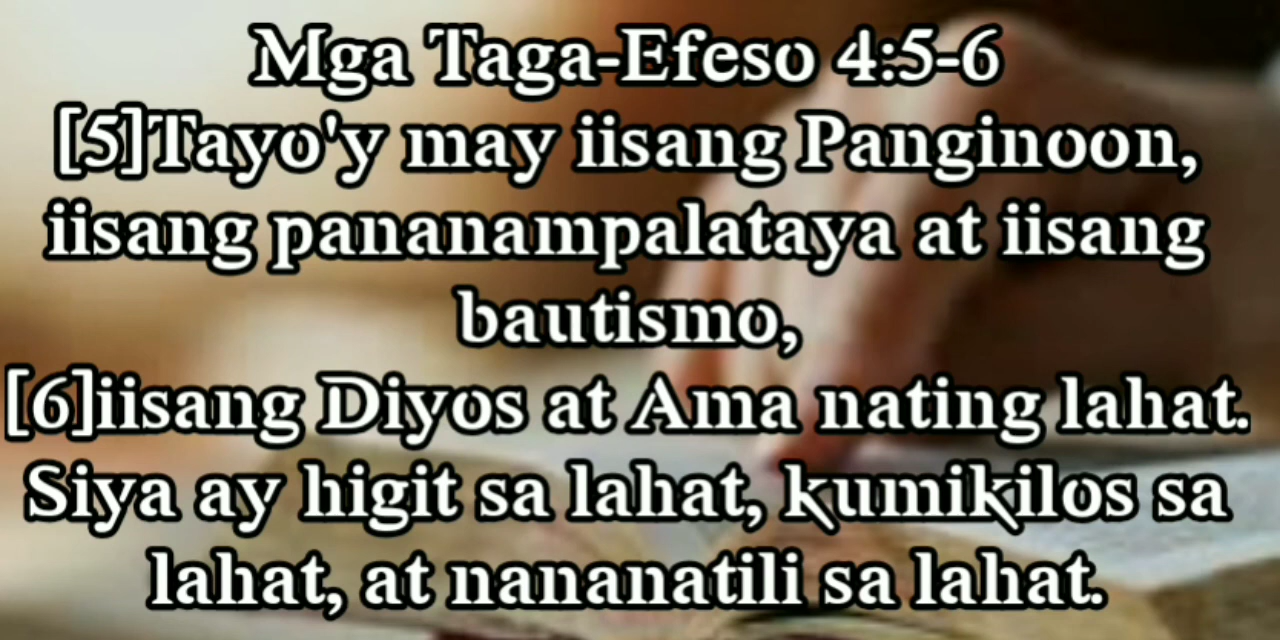 Mga Taga-Efeso 4:5-6
[5]Tayo'y may iisang Panginoon,
iisang pananampalataya at iisang
bautismo,
[6]iisang Diyos at Ama nating lahat.
Siya ay higit sa lahat, kumikilos sa
lahat, at nananatili sa lahat.